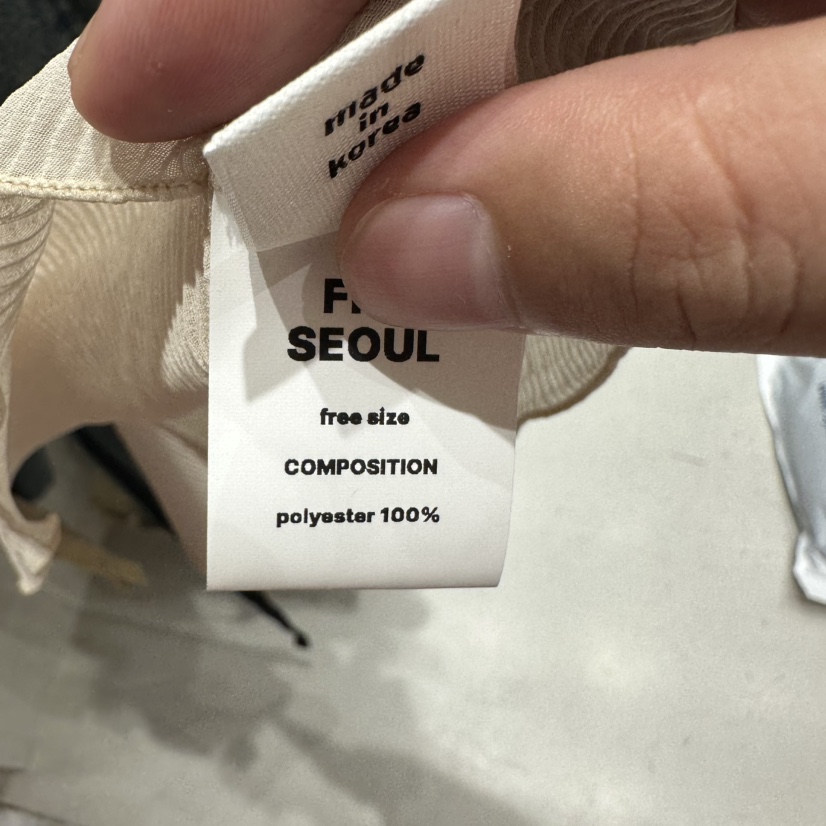 made
in
korea
SEOUL
free size
COMPOSITION
polyester 100%